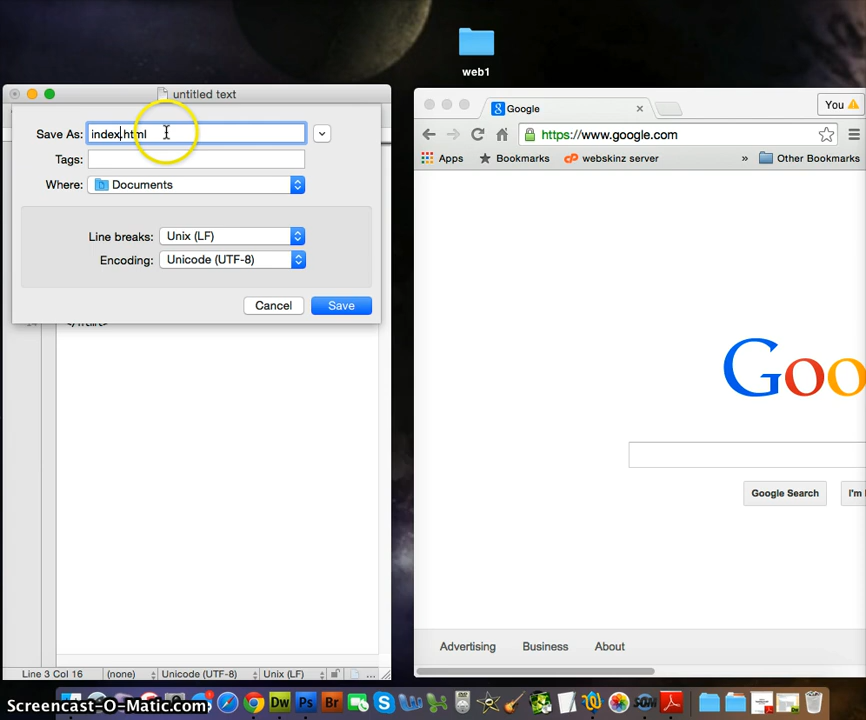 web1
untitled text
Save As: index.html
Tags:
Where: Documents
Line breaks: Unix (LF)
Encoding: Unicode (UTF-8)
Cancel Save
Line 3 Col 16 (none) Unicode (UTF-8) Unix (LF) ...
Google
You
https://www.google.com
Apps Bookmarks webskinz server » Other Bookmarks
Goo
Google Search I'm
Advertising Business About
Dw Ps Br
Screencast-O-Matic.com